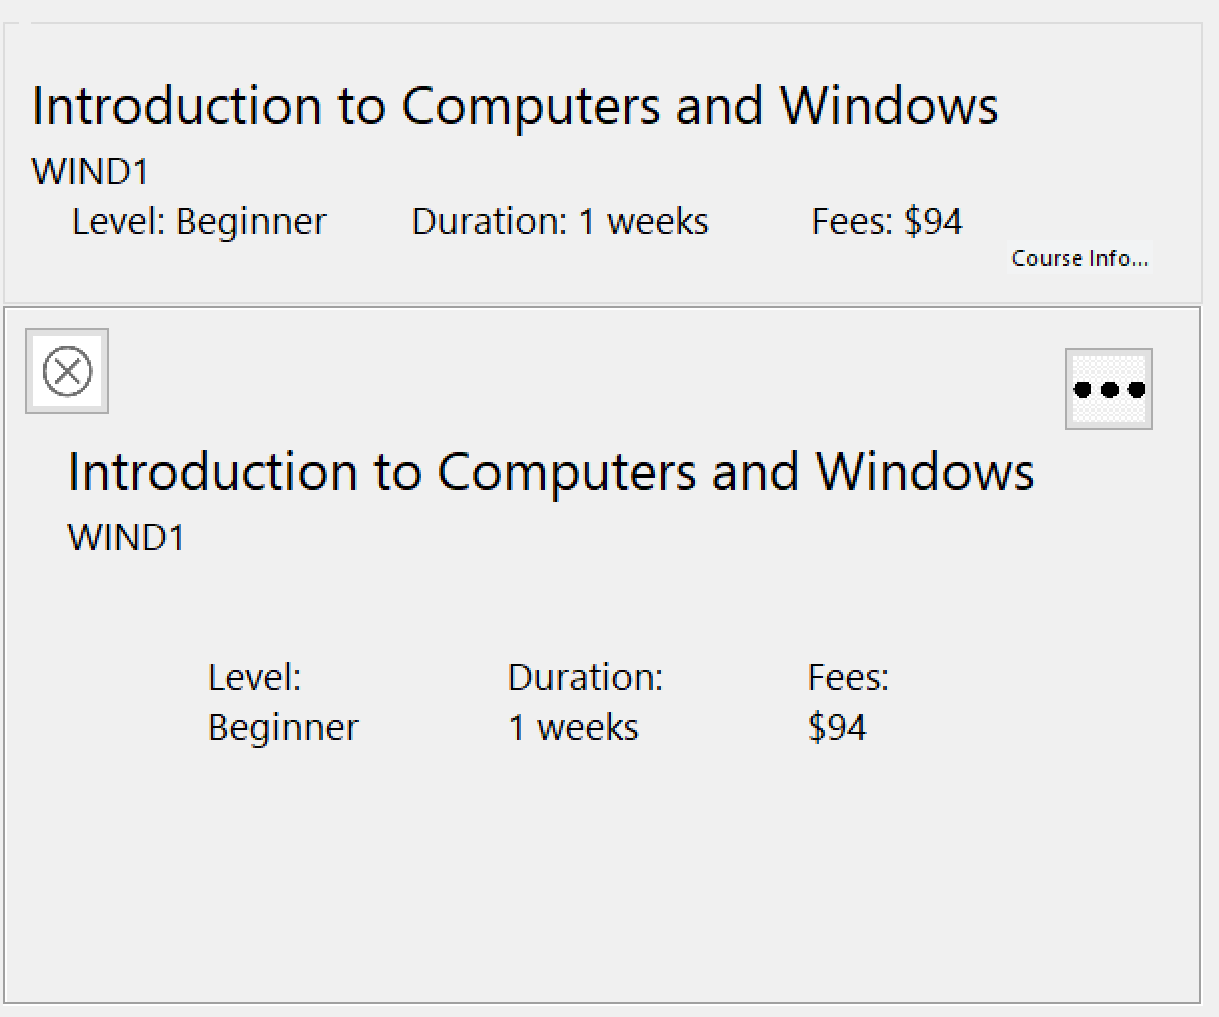 Introduction to Computers and Windows
WIND1
Level: Beginner Duration: 1 weeks Fees: $94
Course Info...
Introduction to Computers and Windows
WIND1
Level: Duration: Fees:
Beginner 1 weeks $94